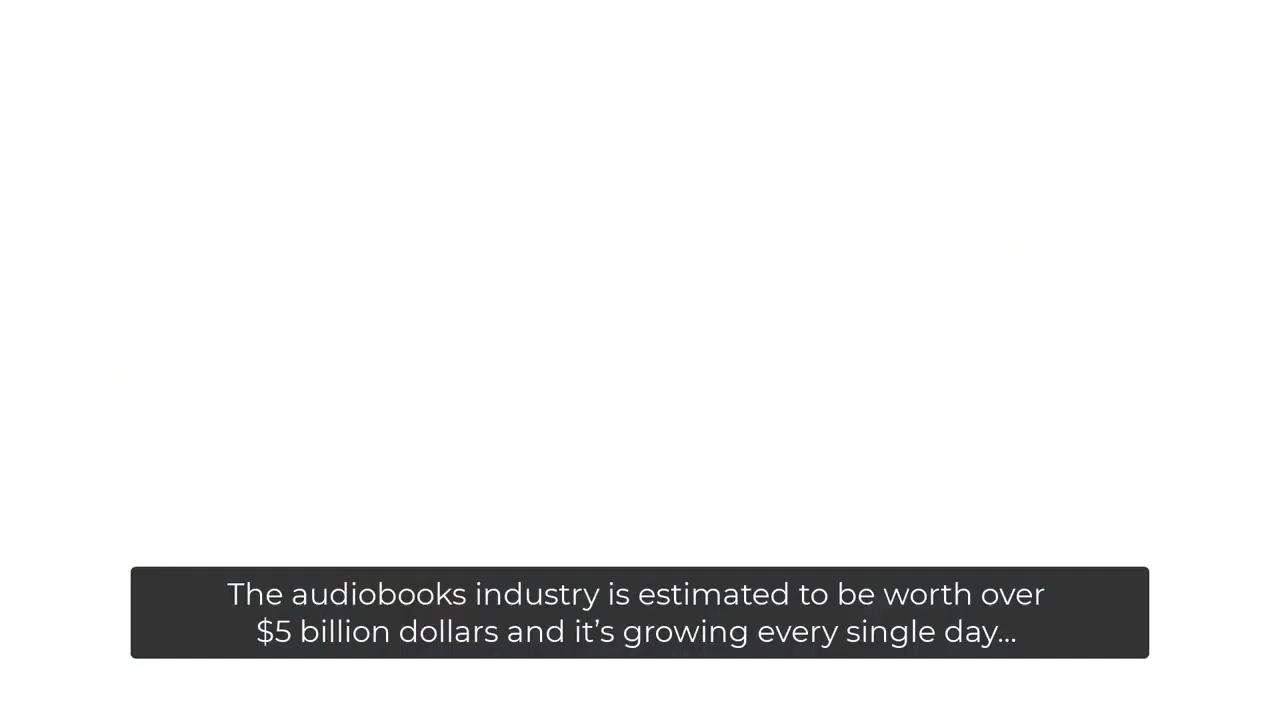 The audiobooks industry is estimated to be worth over
$5 billion dollars and it’s growing every single day...